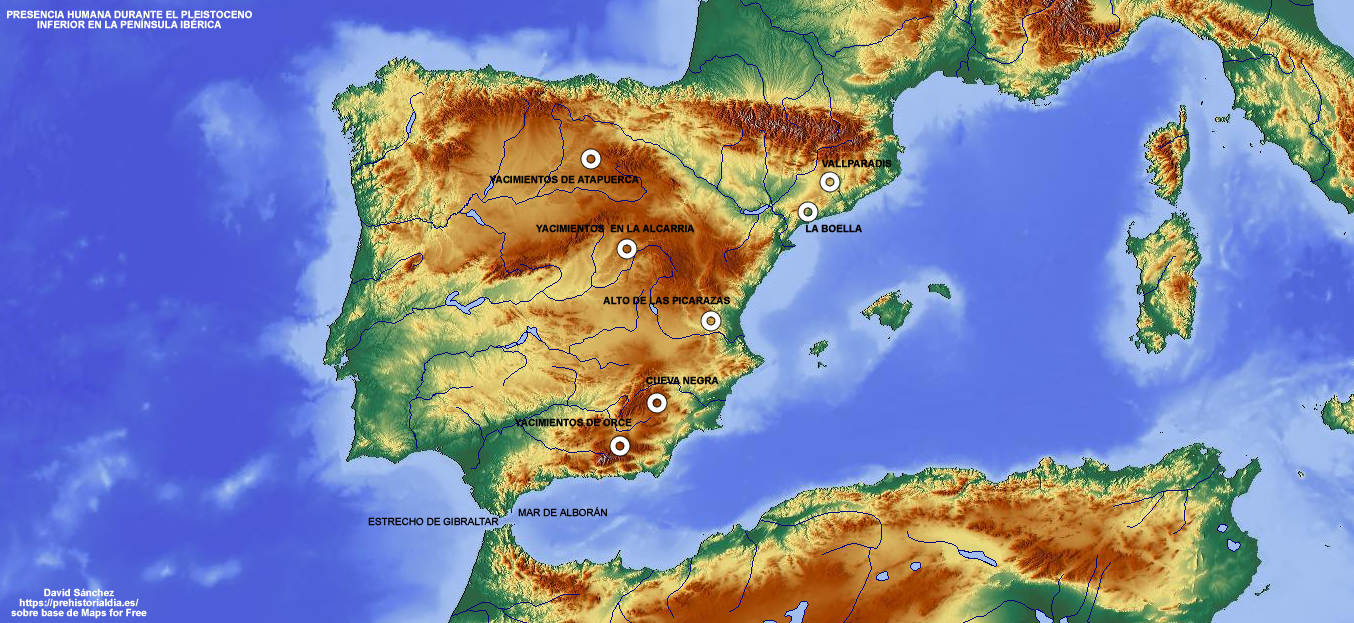 PRESENCIA HUMANA DURANTE EL PLEISTOCENO
INFERIOR EN LA PENÍNSULA IBÉRICA
VALLPARADIS
YACIMIENTOS DE ATAPUERCA
YACIMIENTOS EN LA ALCARRIA
LA BOELLA
ALTO DE LAS PICARAZAS
CUEVA NEGRA
YACIMIENTOS DE ORCE
MAR DE ALBORÁN
ESTRECHO DE GIBRALTAR
David Sánchez
https://prehistorialdia.es/
sobre base de Maps for Free